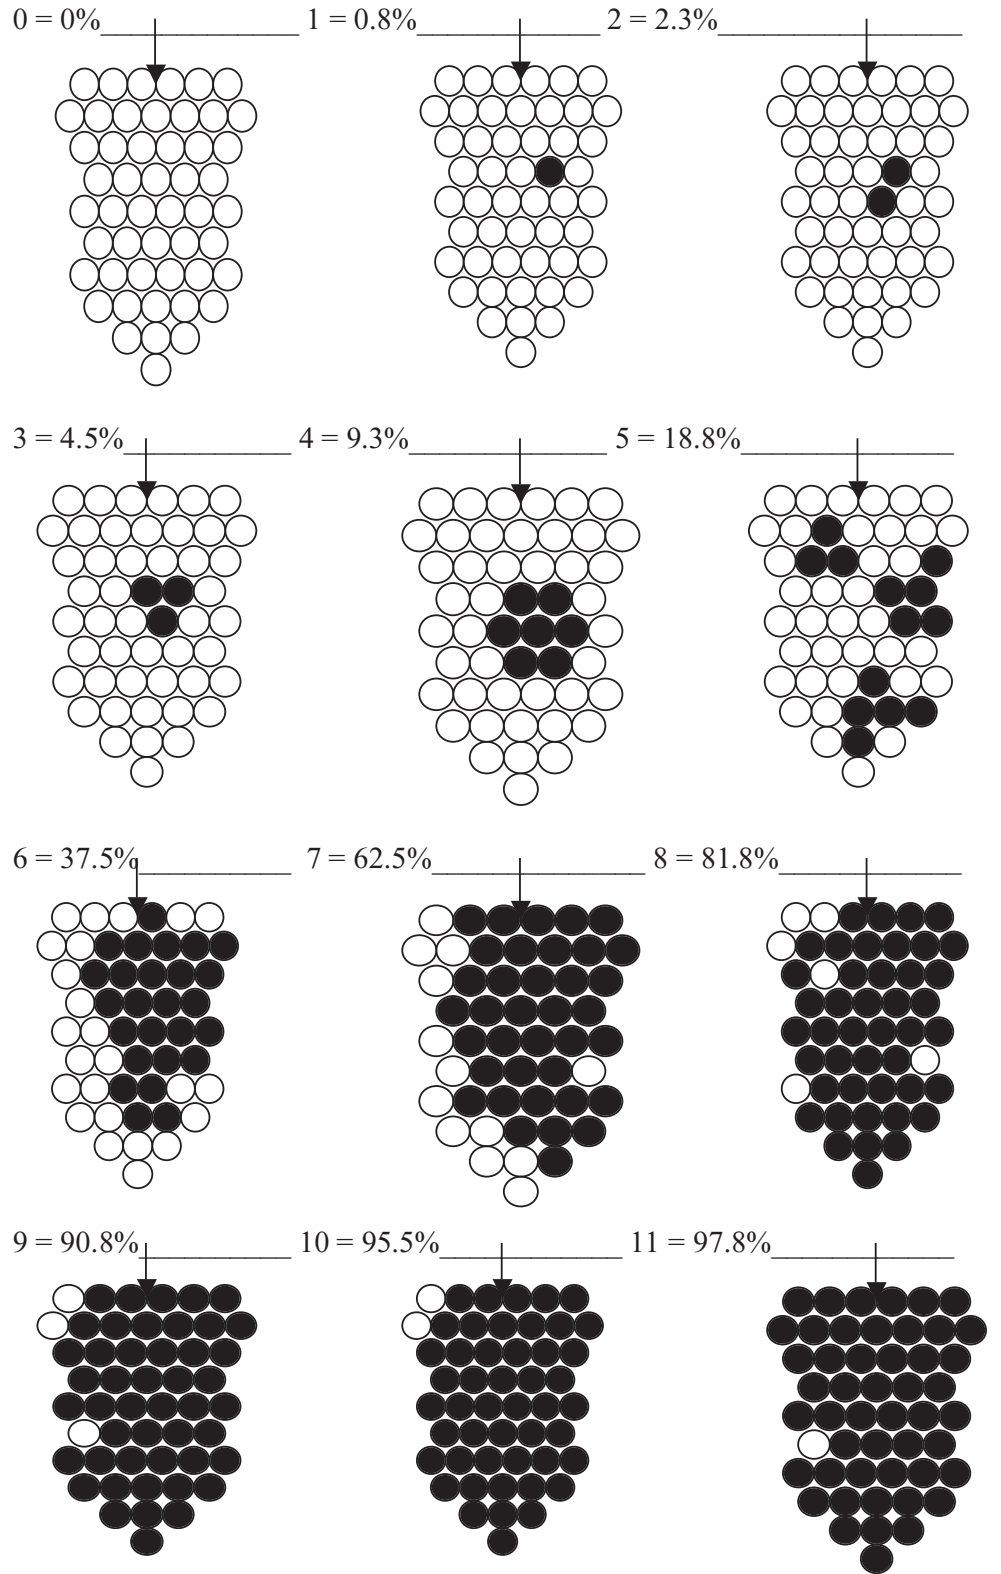 0 = 0% 1 = 0.8% 2 = 2.3%
3 = 4.5% 4 = 9.3% 5 = 18.8%
6 = 37.5% 7 = 62.5% 8 = 81.8%
9 = 90.8% 10 = 95.5% 11 = 97.8%